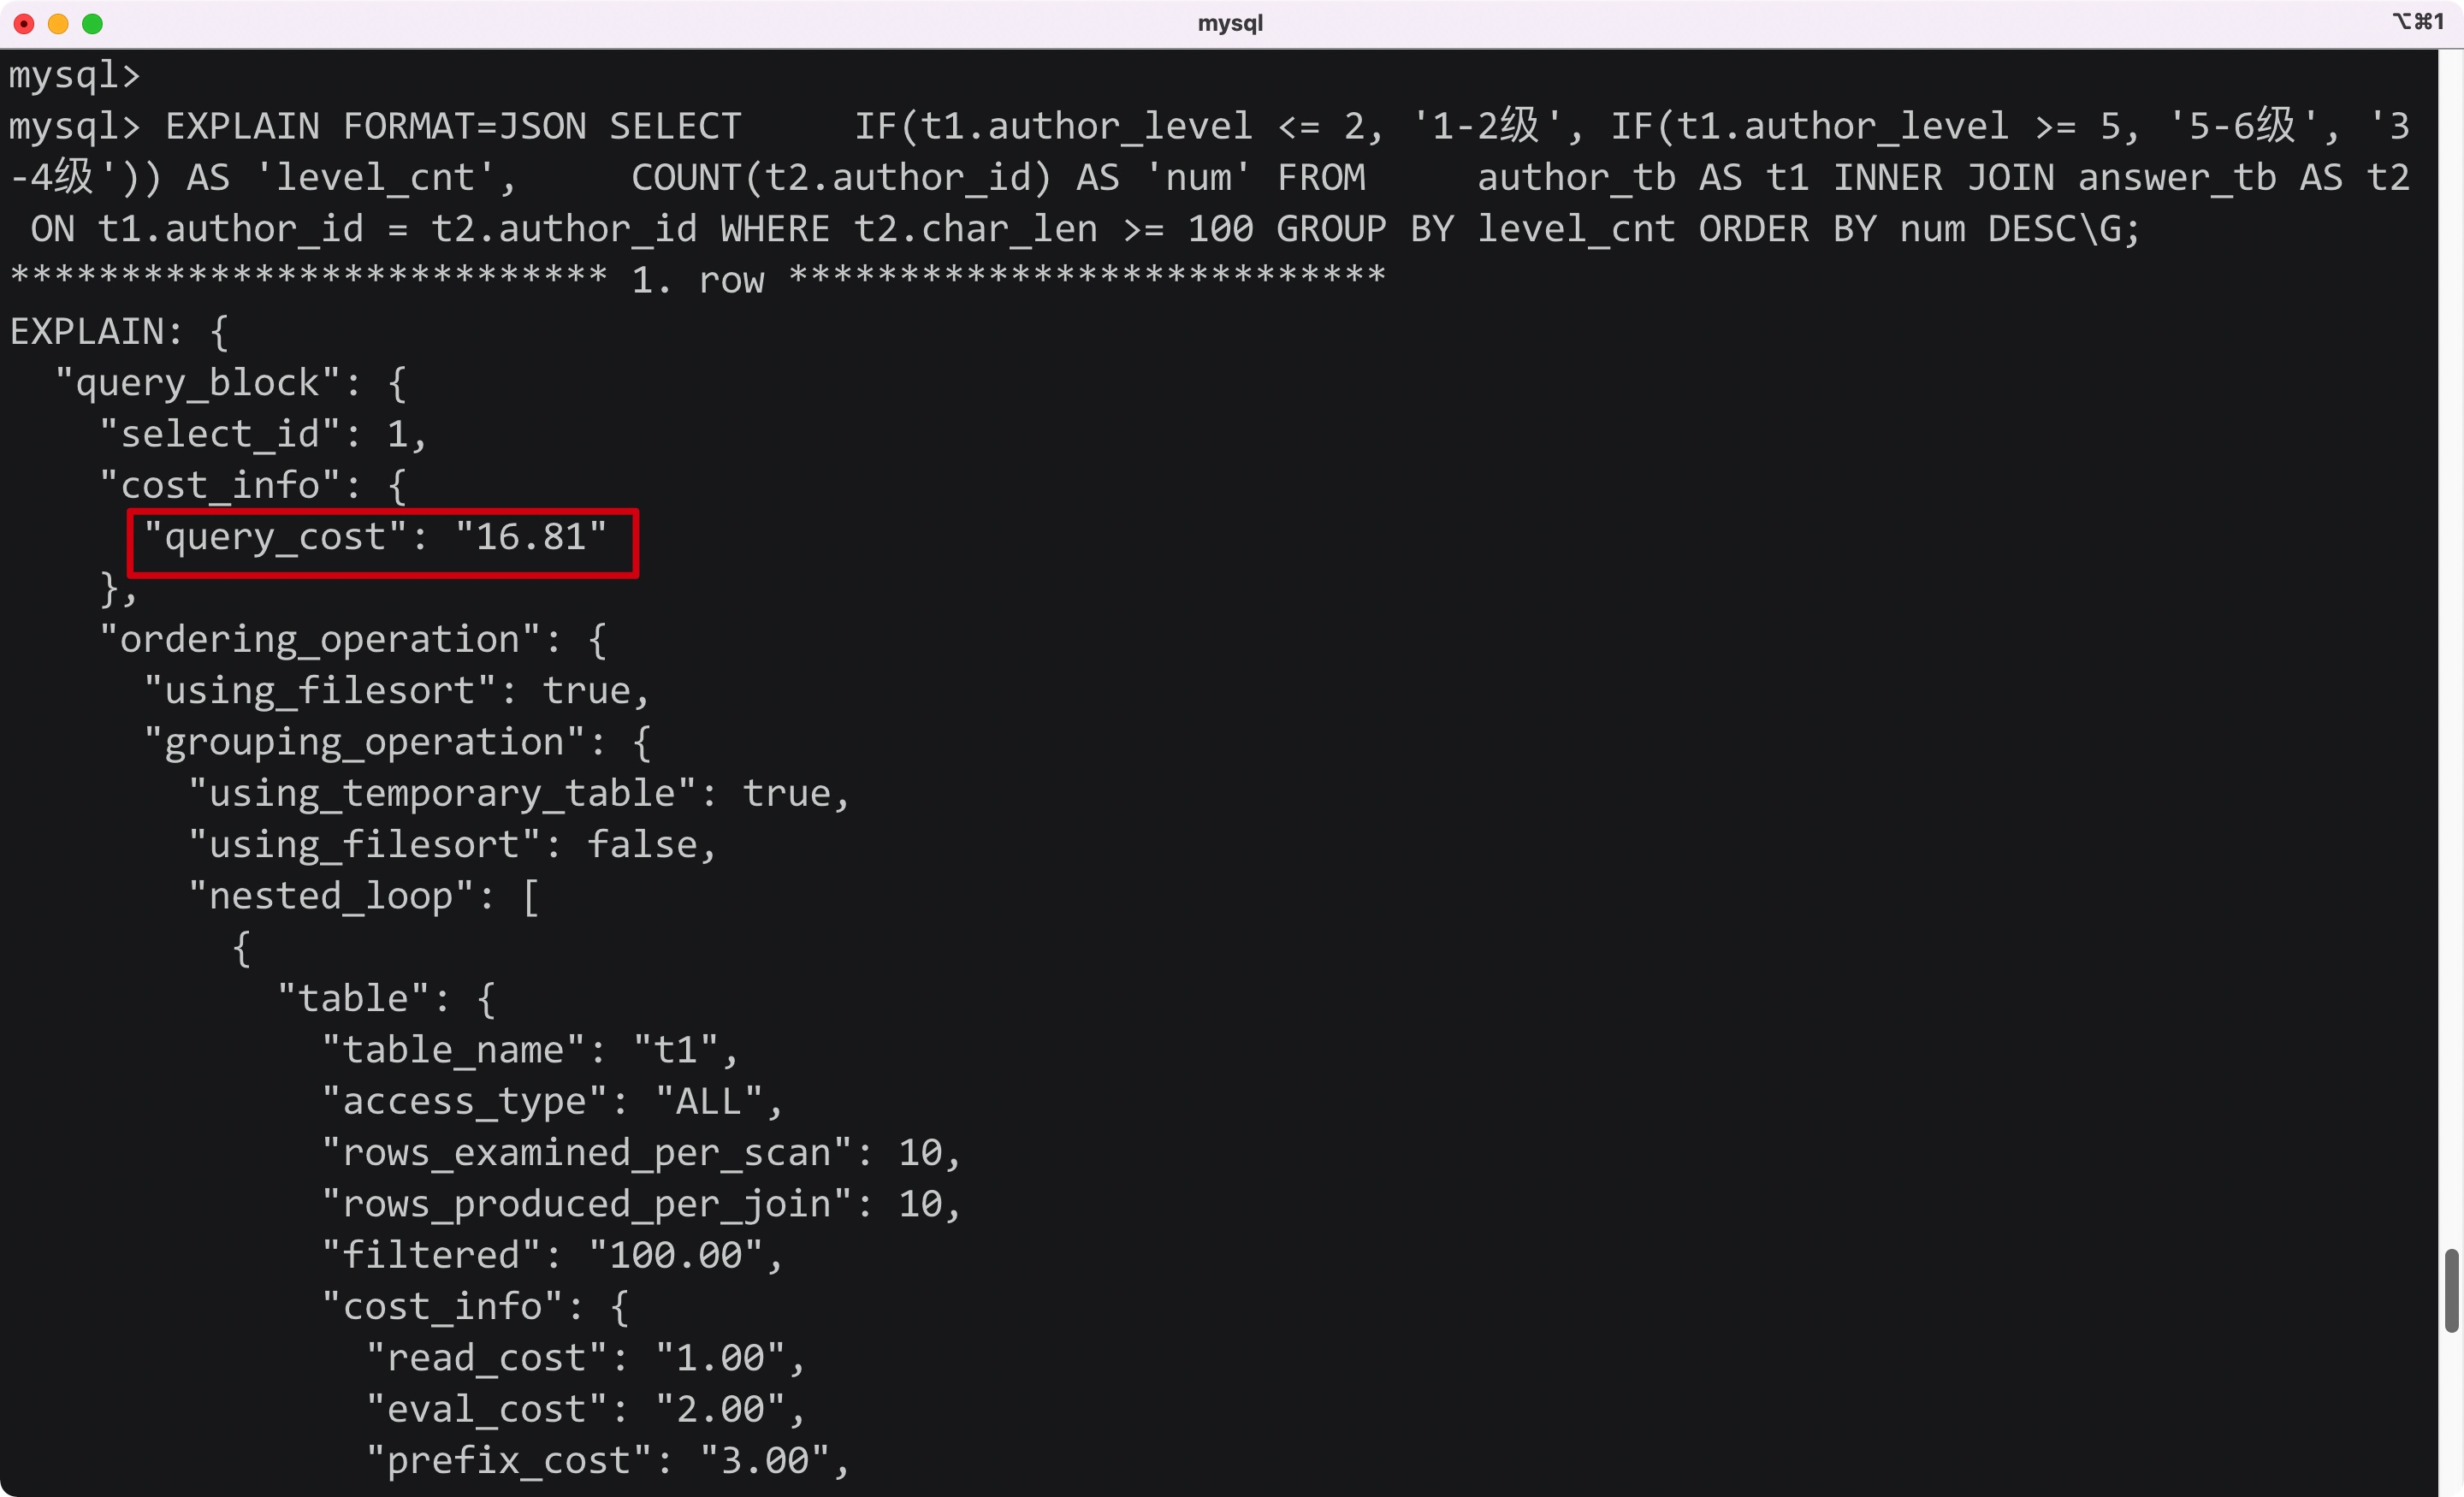 mysql
⌥⌘1
mysql>
mysql> EXPLAIN FORMAT=JSON SELECT     IF(t1.author_level <= 2, '1-2级', IF(t1.author_level >= 5, '5-6级', '3
-4级')) AS 'level_cnt',     COUNT(t2.author_id) AS 'num' FROM     author_tb AS t1 INNER JOIN answer_tb AS t2
 ON t1.author_id = t2.author_id WHERE t2.char_len >= 100 GROUP BY level_cnt ORDER BY num DESC\G;
*************************** 1. row ***************************
EXPLAIN: {
  "query_block": {
    "select_id": 1,
    "cost_info": {
      "query_cost": "16.81"
    },
    "ordering_operation": {
      "using_filesort": true,
      "grouping_operation": {
        "using_temporary_table": true,
        "using_filesort": false,
        "nested_loop": [
          {
            "table": {
              "table_name": "t1",
              "access_type": "ALL",
              "rows_examined_per_scan": 10,
              "rows_produced_per_join": 10,
              "filtered": "100.00",
              "cost_info": {
                "read_cost": "1.00",
                "eval_cost": "2.00",
                "prefix_cost": "3.00",